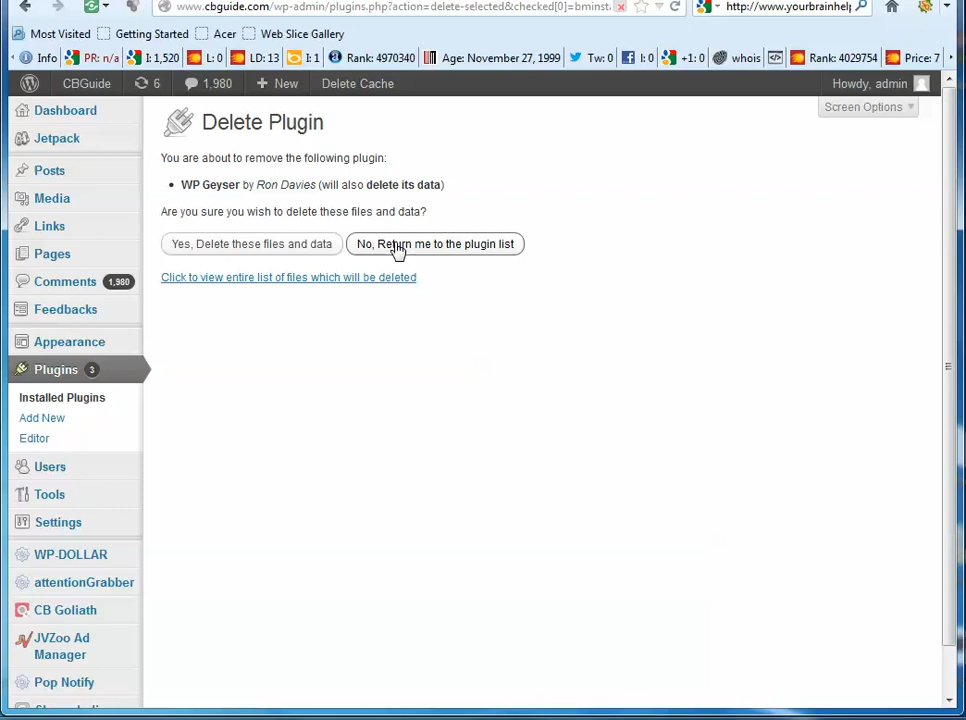 www.cbguide.com/wp-admin/plugins.php?action=delete-selected&checked[0]=bminst
http://www.yourbrainhelp
Most Visited Getting Started Acer Web Slice Gallery
Info PR: n/a I: 1,520 L: 0 LD: 13 I: 1 Rank: 4970340 Age: November 27, 1999 Tw: 0 I: 0 +1: 0 whois Rank: 4029754 Price: 7
CBGuide 6 1,980 + New Delete Cache Howdy, admin
Screen Options
Dashboard
Jetpack
Posts
Media
Links
Pages
Comments 1,980
Feedbacks
Appearance
Plugins 3
Installed Plugins
Add New
Editor
Users
Tools
Settings
WP-DOLLAR
attentionGrabber
CB Goliath
JVZoo Ad
Manager
Pop Notify
Delete Plugin
You are about to remove the following plugin:
• WP Geyser by Ron Davies (will also delete its data)
Are you sure you wish to delete these files and data?
Yes, Delete these files and data No, Return me to the plugin list
Click to view entire list of files which will be deleted